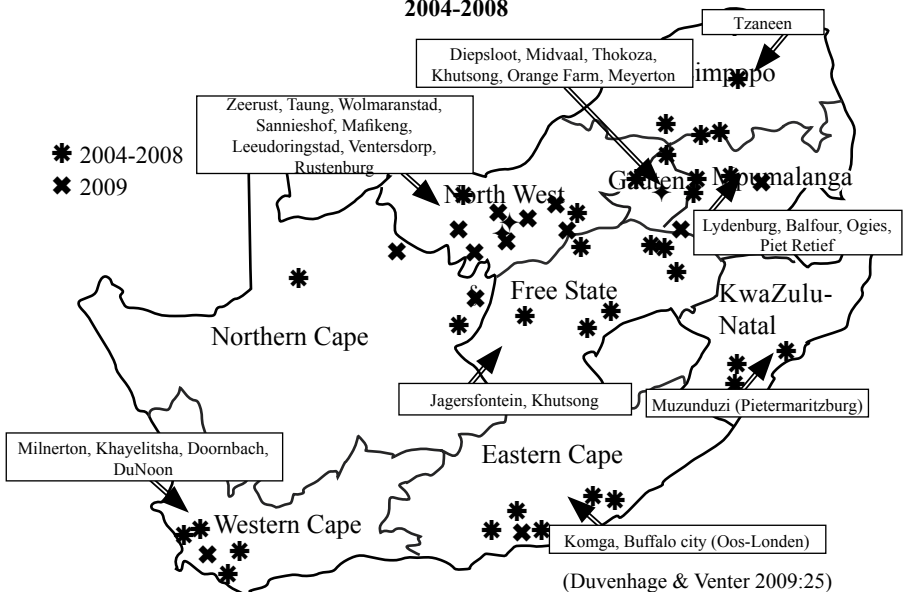 2004-2008
Tzaneen
Diepsloot, Midvaal, Thokoza,
Khutsong, Orange Farm, Meyerton
impopo
Zeerust, Taung, Wolmaranstad,
Sannieshof, Mafikeng,
Leeudoringstad, Ventersdorp,
Rustenburg
2004-2008
2009
North West
Gauteng
Mpumalanga
Lydenburg, Balfour, Ogies,
Piet Retief
Free State
KwaZulu-
Natal
Northern Cape
Jagersfontein, Khutsong
Muzunduzi (Pietermaritzburg)
Milnerton, Khayelitsha, Doornbach,
DuNoon
Eastern Cape
Western Cape
Komga, Buffalo city (Oos-Londen)
(Duvenhage & Venter 2009:25)